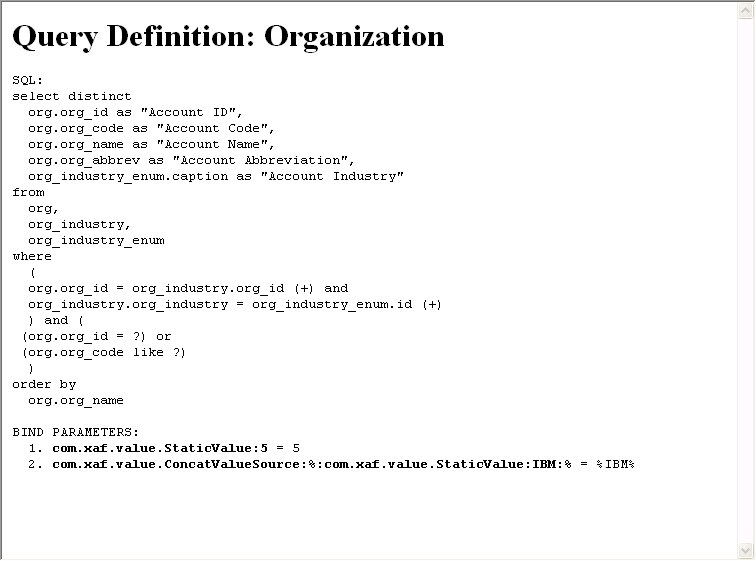 Query Definition: Organization
SQL:
select distinct
  org.org_id as "Account ID",
  org.org_code as "Account Code",
  org.org_name as "Account Name",
  org.org_abbrev as "Account Abbreviation",
  org_industry_enum.caption as "Account Industry"
from
  org,
  org_industry,
  org_industry_enum
where
  (
  org.org_id = org_industry.org_id (+) and
  org_industry.org_industry = org_industry_enum.id (+)
  ) and (
 (org.org_id = ?) or
 (org.org_code like ?)
  )
order by
  org.org_name
BIND PARAMETERS:
  1. com.xaf.value.StaticValue:5 = 5
  2. com.xaf.value.ConcatValueSource:%:com.xaf.value.StaticValue:IBM:% = %IBM%